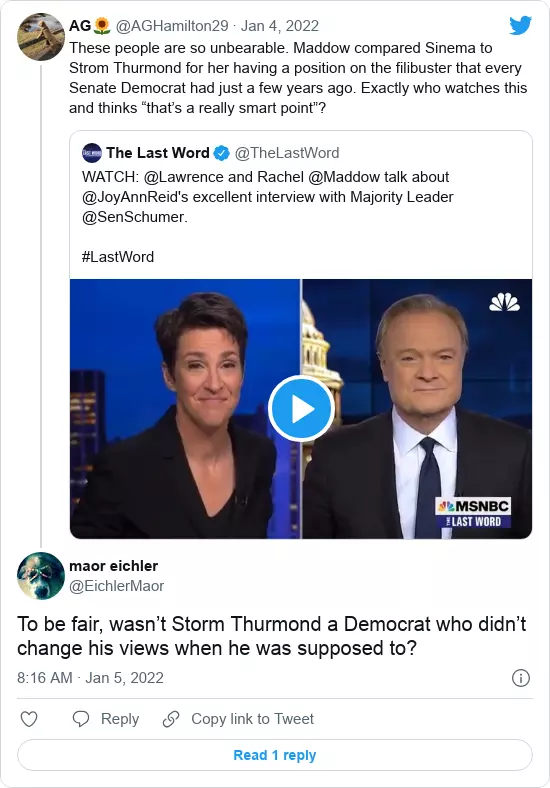 AG🌻 @AGHamilton29 · Jan 4, 2022
These people are so unbearable. Maddow compared Sinema to
Strom Thurmond for her having a position on the filibuster that every
Senate Democrat had just a few years ago. Exactly who watches this
and thinks “that’s a really smart point”?
The Last Word @TheLastWord
WATCH: @Lawrence and Rachel @Maddow talk about
@JoyAnnReid's excellent interview with Majority Leader
@SenSchumer.
#LastWord
MSNBC
THE LAST WORD
maor eichler
@EichlerMaor
To be fair, wasn’t Storm Thurmond a Democrat who didn’t
change his views when he was supposed to?
8:16 AM · Jan 5, 2022
Reply Copy link to Tweet
Read 1 reply